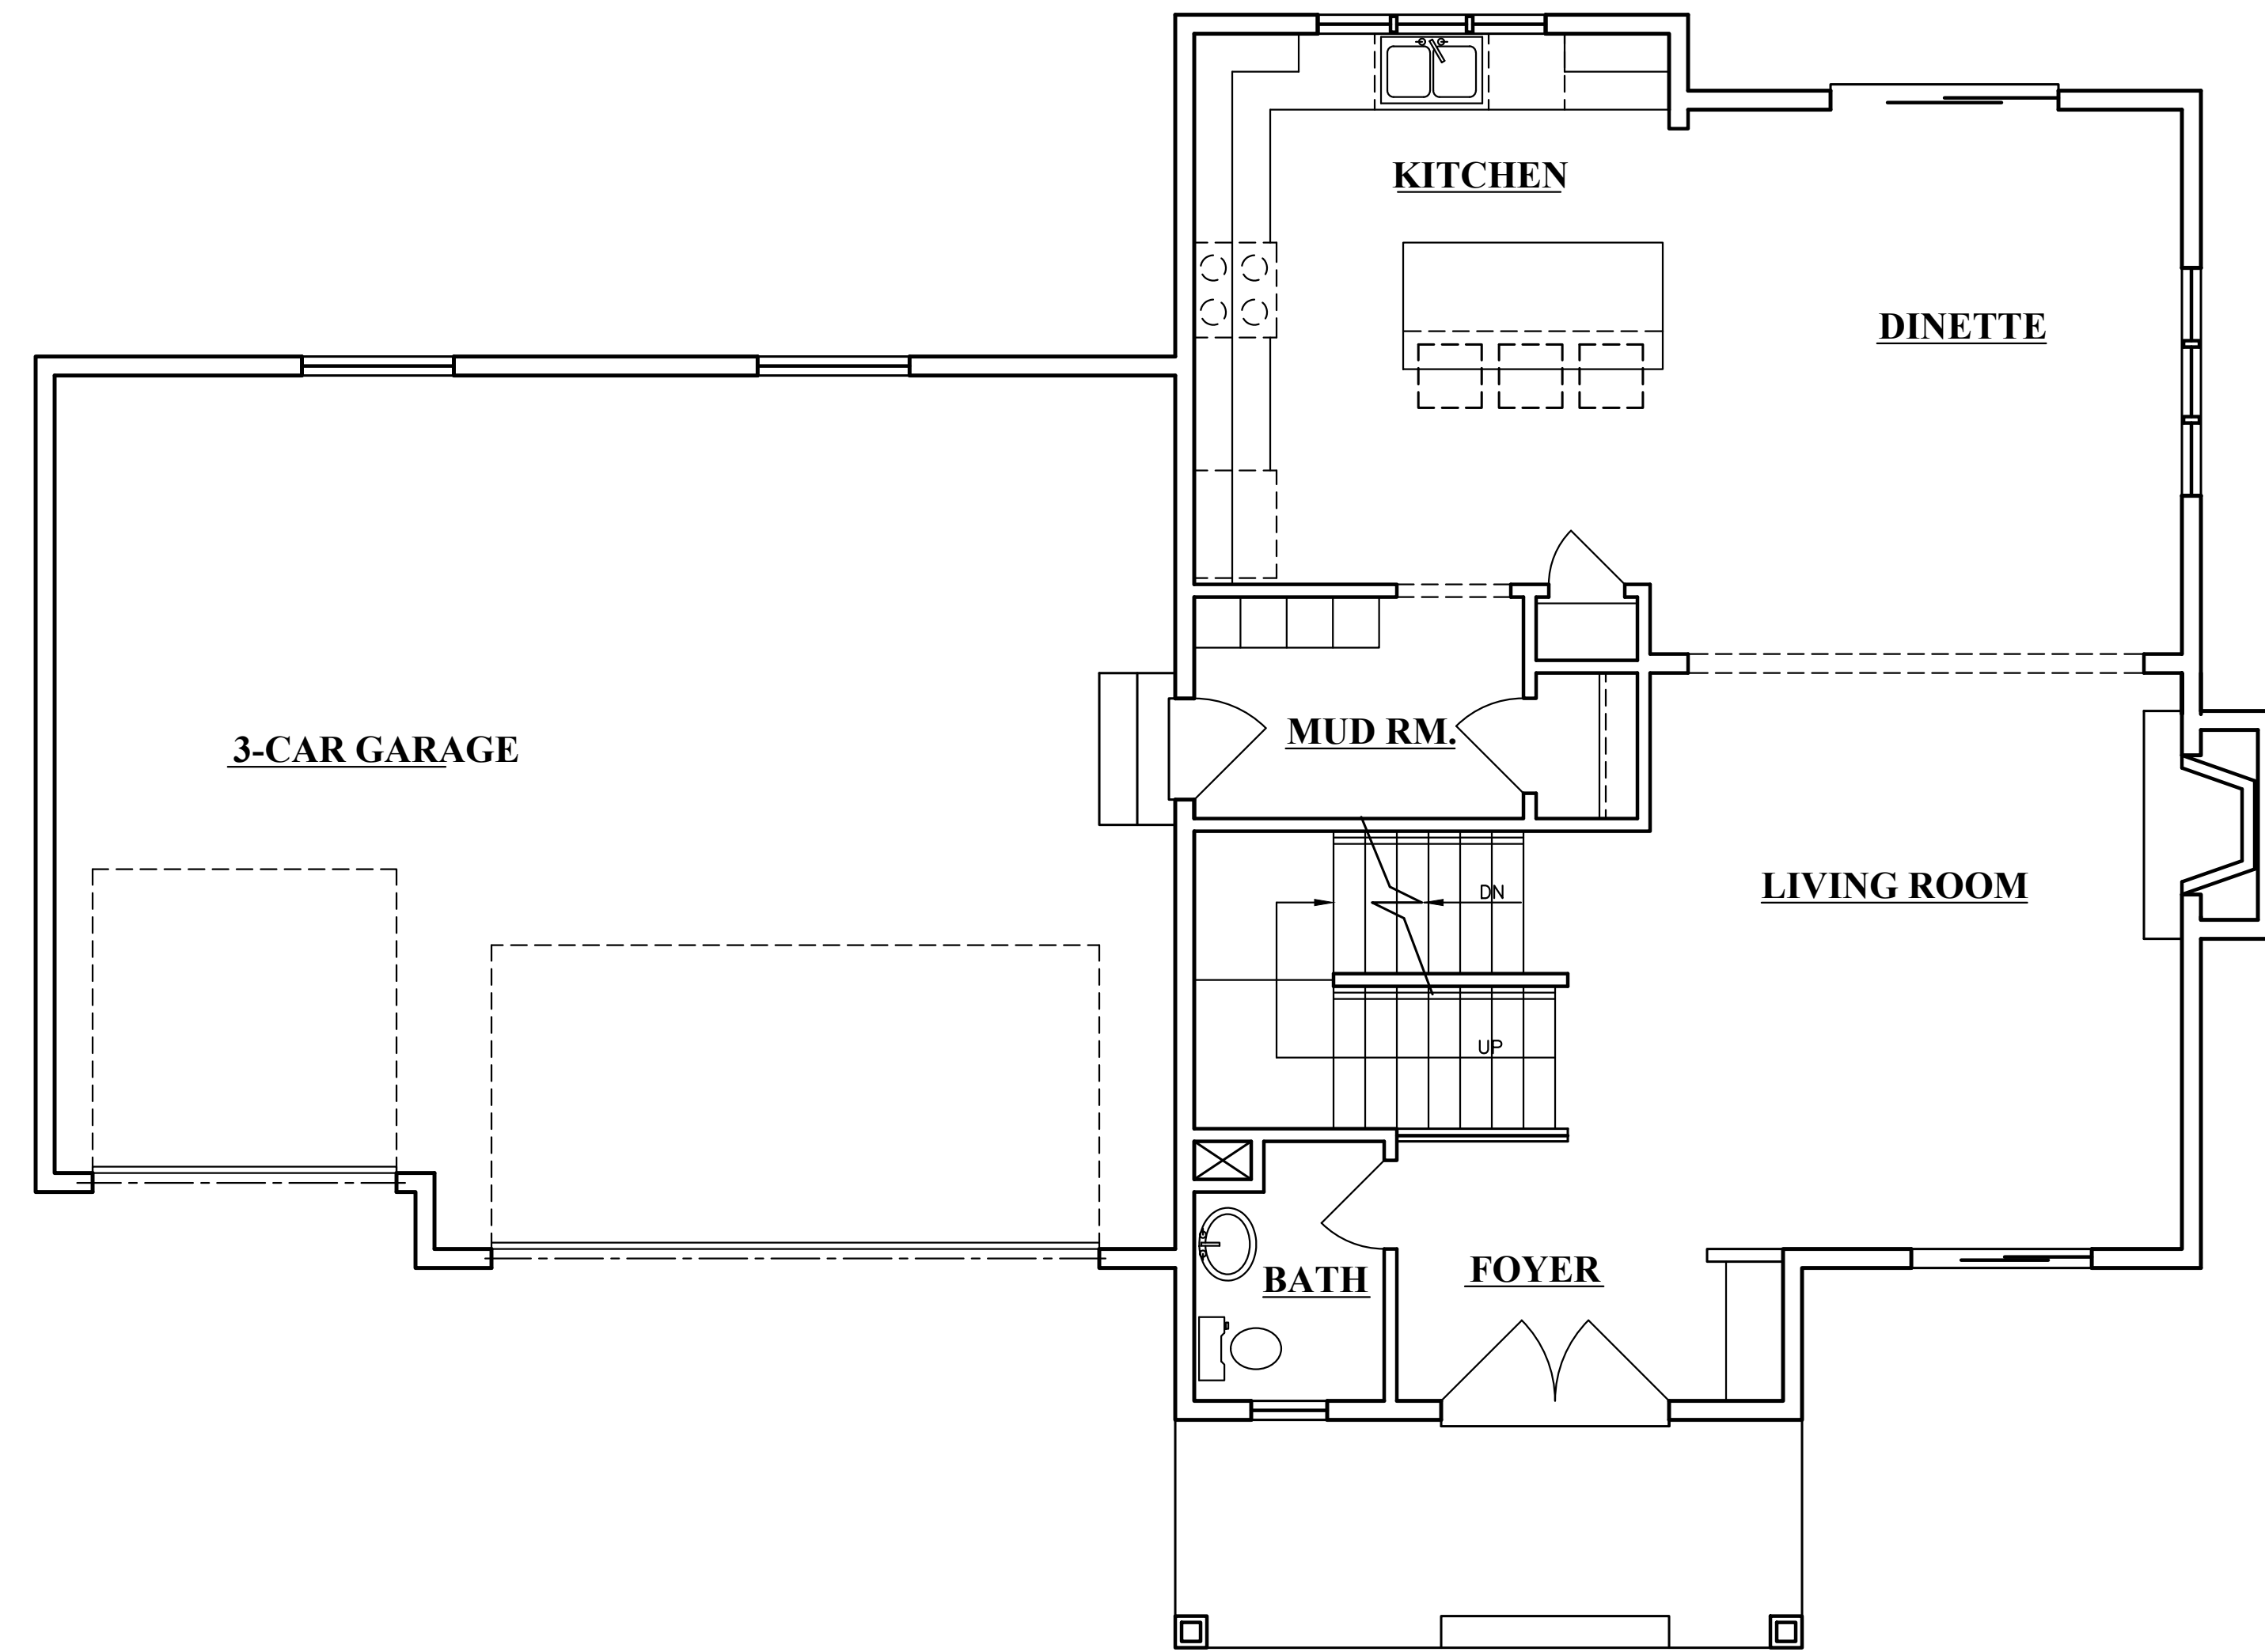 KITCHEN
DINETTE
3-CAR GARAGE
MUD RM.
LIVING ROOM
DN
UP
BATH
FOYER